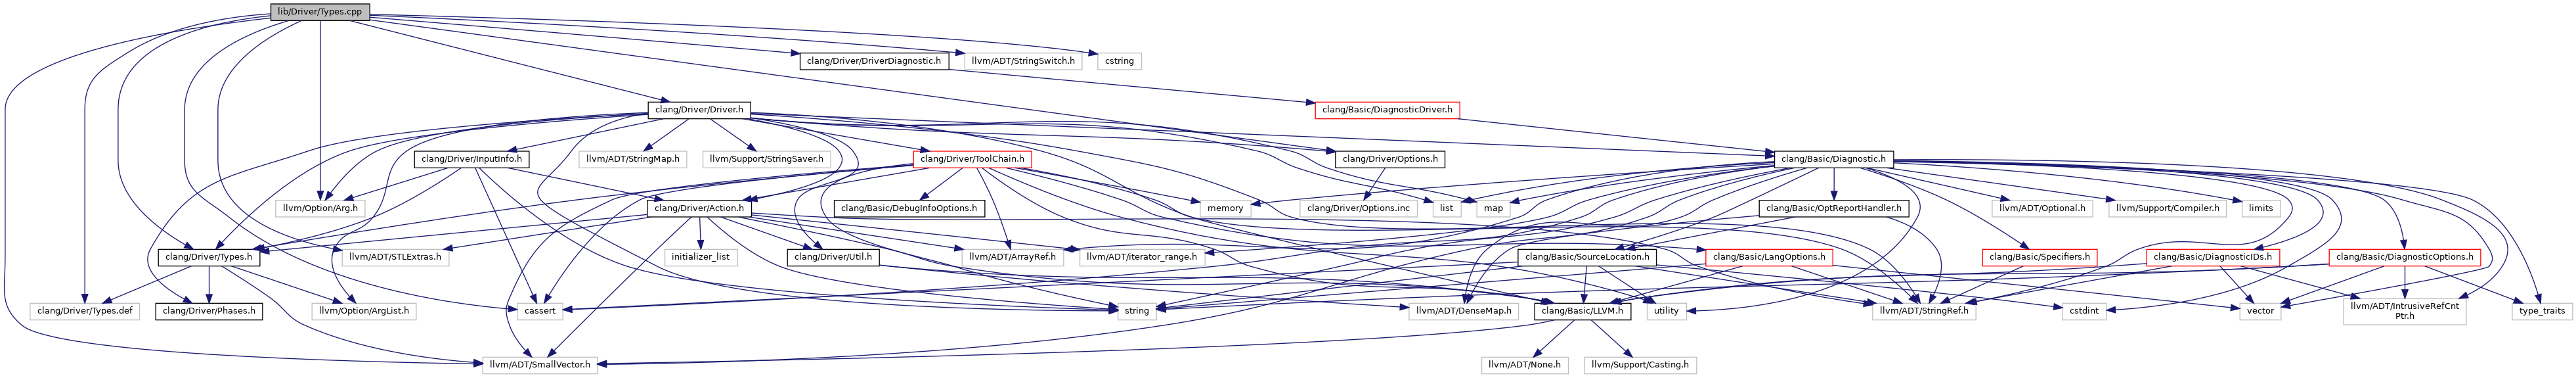 lib/Driver/Types.cpp
clang/Driver/DriverDiagnostic.h
llvm/ADT/StringSwitch.h
cstring
clang/Driver/Driver.h
clang/Basic/DiagnosticDriver.h
clang/Driver/InputInfo.h
llvm/ADT/StringMap.h
llvm/Support/StringSaver.h
clang/Driver/ToolChain.h
clang/Driver/Options.h
clang/Basic/Diagnostic.h
llvm/Option/Arg.h
clang/Driver/Action.h
clang/Basic/DebugInfoOptions.h
memory
clang/Driver/Options.inc
list
map
clang/Basic/OptReportHandler.h
llvm/ADT/Optional.h
llvm/Support/Compiler.h
limits
clang/Driver/Types.h
llvm/ADT/STLExtras.h
initializer_list
clang/Driver/Util.h
llvm/ADT/ArrayRef.h
llvm/ADT/iterator_range.h
clang/Basic/SourceLocation.h
clang/Basic/LangOptions.h
clang/Basic/Specifiers.h
clang/Basic/DiagnosticIDs.h
clang/Basic/DiagnosticOptions.h
clang/Driver/Types.def
clang/Driver/Phases.h
llvm/Option/ArgList.h
cassert
string
llvm/ADT/DenseMap.h
clang/Basic/LLVM.h
utility
llvm/ADT/StringRef.h
cstdint
vector
llvm/ADT/IntrusiveRefCnt
Ptr.h
type_traits
llvm/ADT/SmallVector.h
llvm/ADT/None.h
llvm/Support/Casting.h